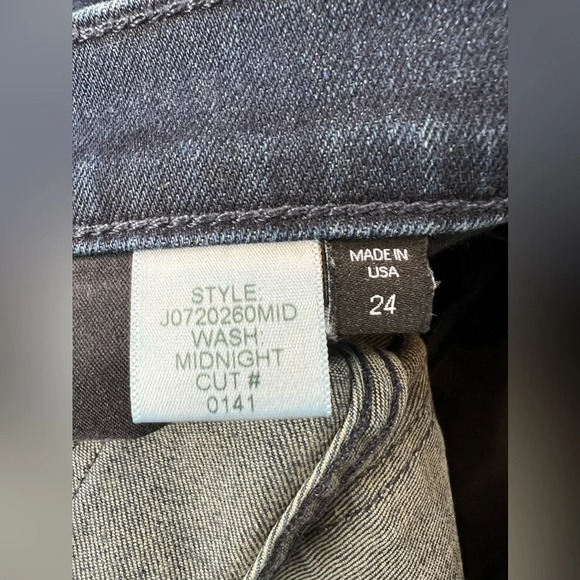 STYLE
J0720260MID
WASH
MIDNIGHT
CUT #
0141
MADE IN
USA
24